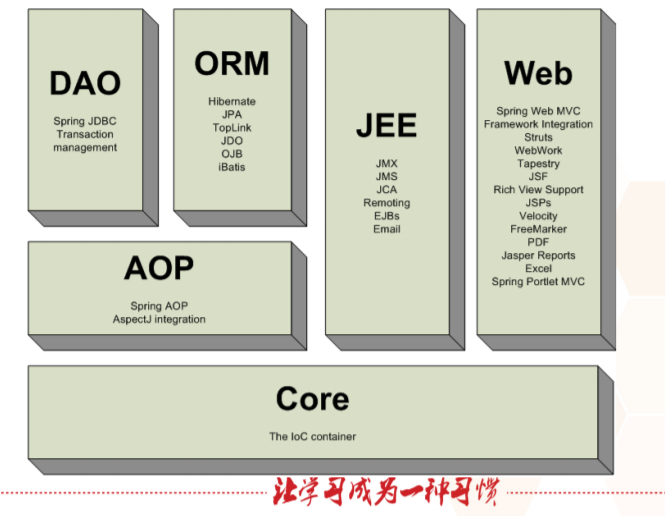 DAO
Spring JDBC
Transaction
management
ORM
Hibernate
JPA
TopLink
JDO
OJB
iBatis
JEE
JMX
JMS
JCA
Remoting
EJBs
Email
Web
Spring Web MVC
Framework Integration
Struts
WebWork
Tapestry
JSF
Rich View Support
JSPs
Velocity
FreeMarker
PDF
Jasper Reports
Excel
Spring Portlet MVC
AOP
Spring AOP
AspectJ integration
Core
The IoC container
让学习成为一种习惯